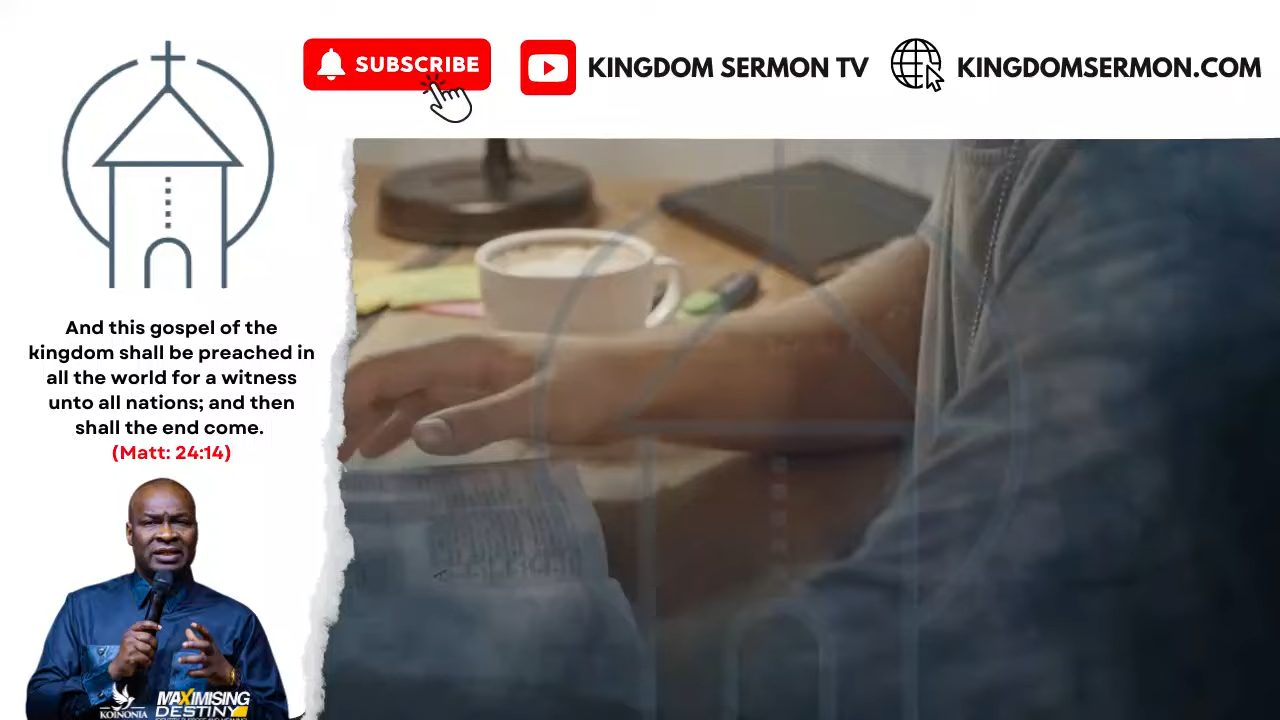 SUBSCRIBE
KINGDOM SERMON TV
KINGDOMSERMON.COM
And this gospel of the
kingdom shall be preached in
all the world for a witness
unto all nations; and then
shall the end come.
(Matt: 24:14)
KOINONIA
MAXIMISING
DESTINY